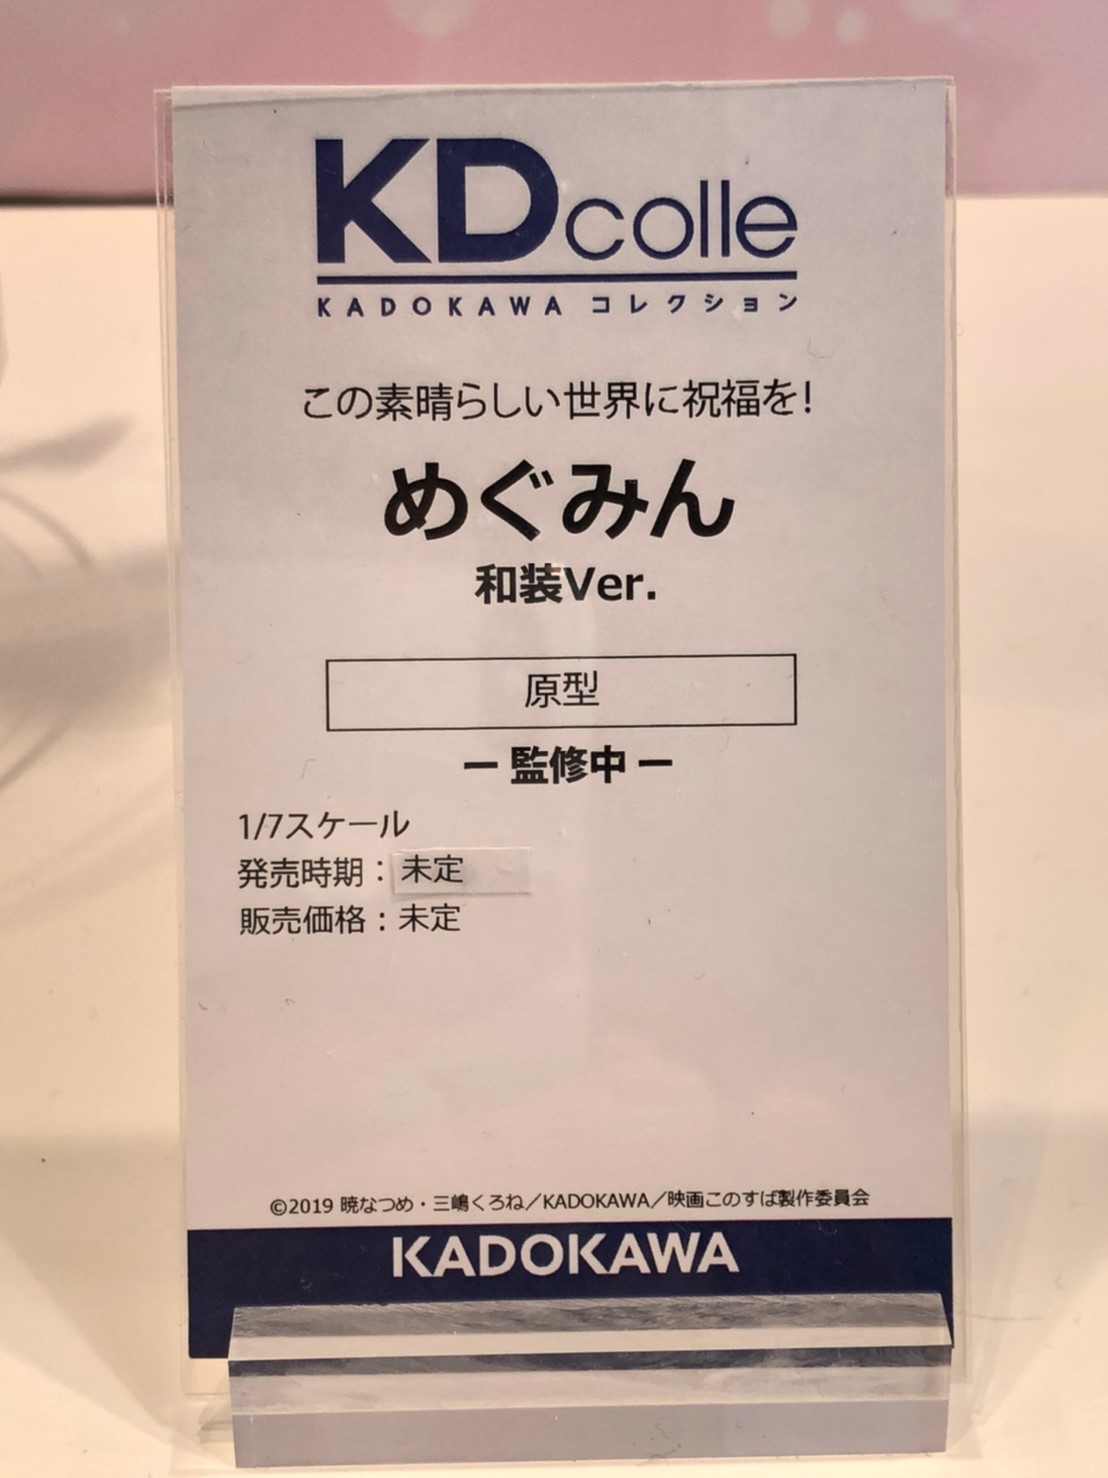 KDcolle
KADOKAWA コレクション
この素晴らしい世界に祝福を!
めぐみん
和装Ver.
原型
ー 監修中 ー
1/7スケール
発売時期：未定
販売価格：未定
©2019 暁なつめ・三嶋くろね／KADOKAWA／映画このすば製作委員会
KADOKAWA